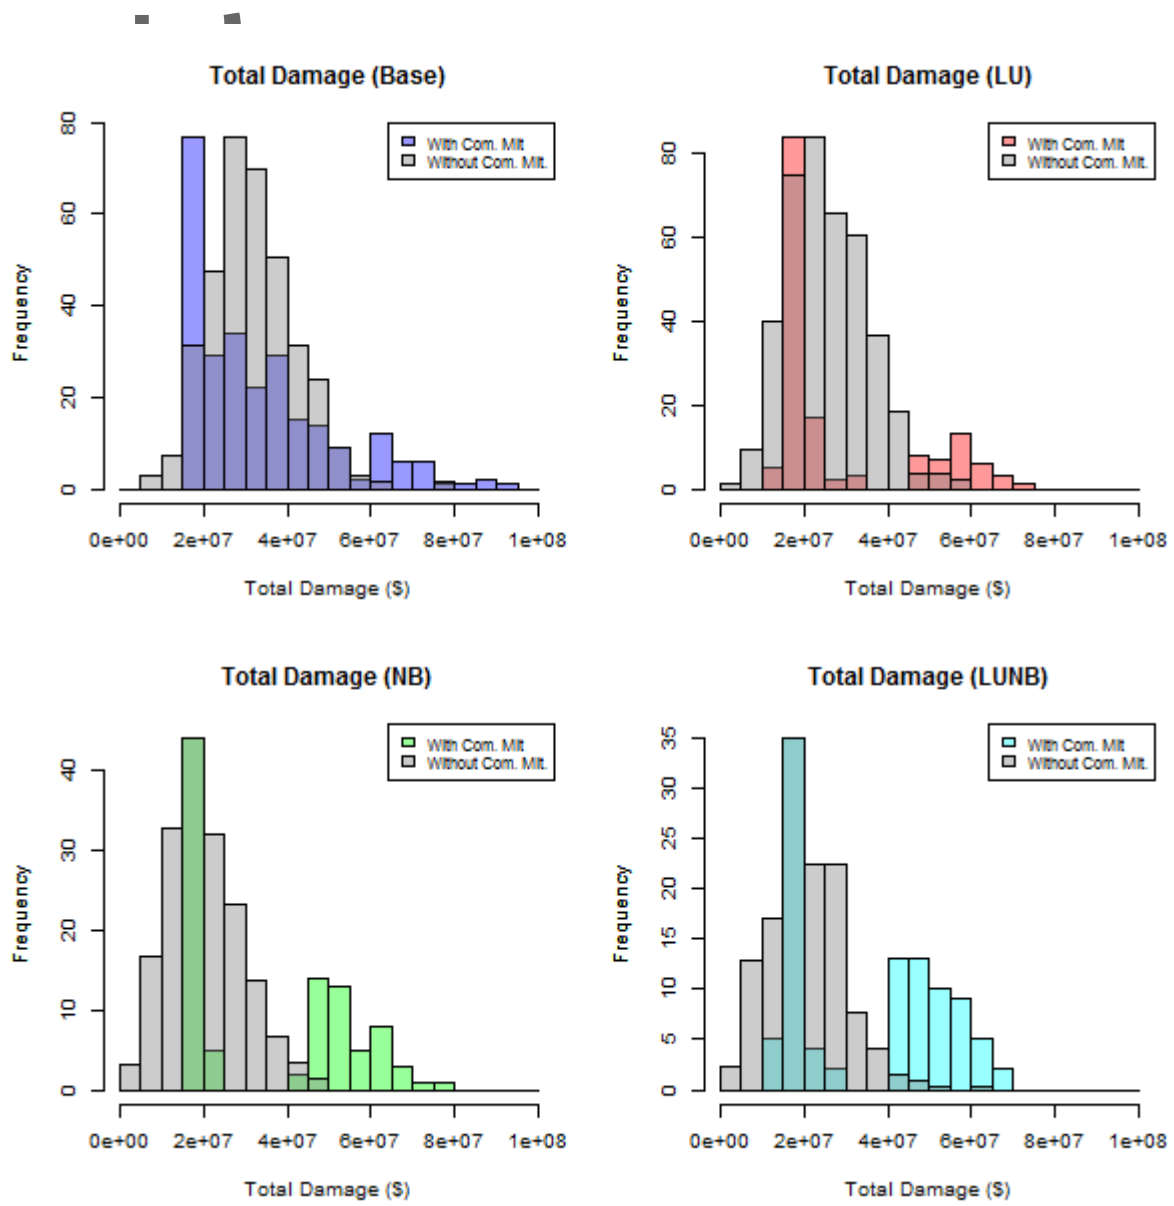 Total Damage (Base)
80
60
40
20
0
Frequency
With Com. Mit
Without Com. Mit.
0e+00 2e+07 4e+07 6e+07 8e+07 1e+08
Total Damage ($)
Total Damage (LU)
80
60
40
20
0
Frequency
With Com. Mit
Without Com. Mit.
0e+00 2e+07 4e+07 6e+07 8e+07 1e+08
Total Damage ($)
Total Damage (NB)
40
30
20
10
0
Frequency
With Com. Mit
Without Com. Mit.
0e+00 2e+07 4e+07 6e+07 8e+07 1e+08
Total Damage ($)
Total Damage (LUNB)
35
30
25
20
15
10
5
0
Frequency
With Com. Mit
Without Com. Mit.
0e+00 2e+07 4e+07 6e+07 8e+07 1e+08
Total Damage ($)